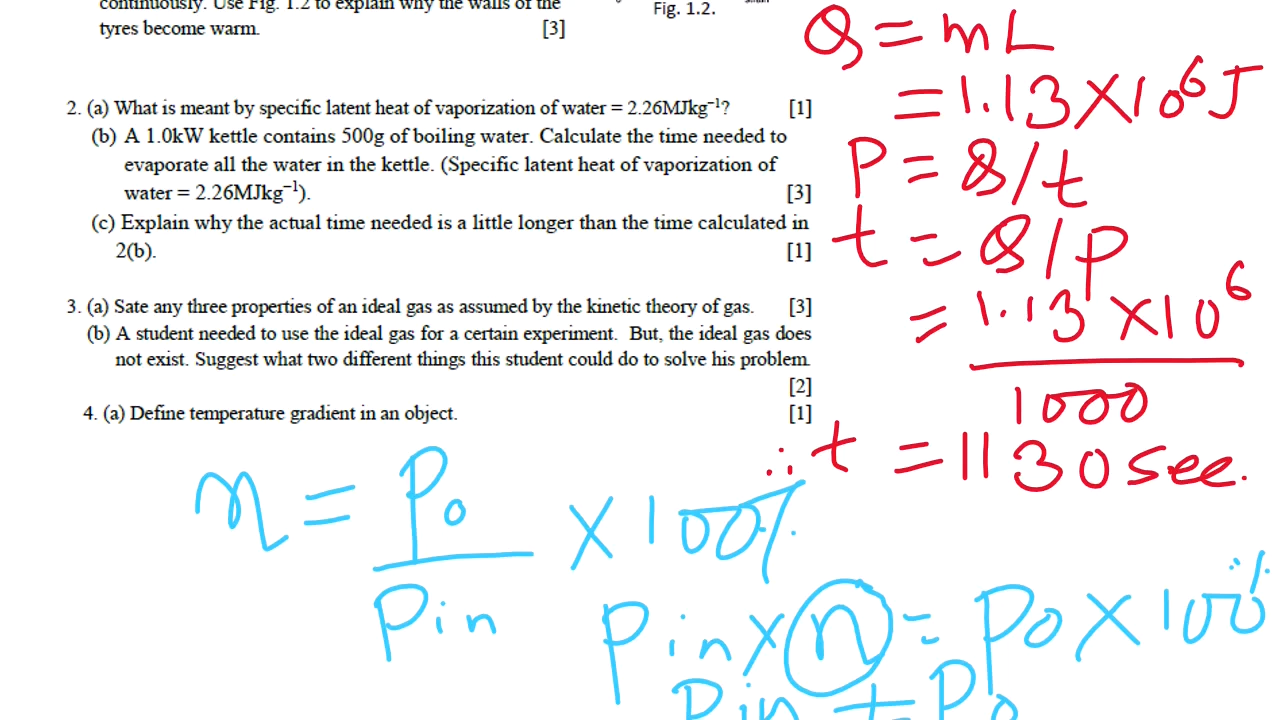 continuously. Use Fig. 1.2 to explain why the walls of the
tyres become warm. [3]
Fig. 1.2.
2. (a) What is meant by specific latent heat of vaporization of water = 2.26MJkg⁻¹? [1]
(b) A 1.0kW kettle contains 500g of boiling water. Calculate the time needed to
evaporate all the water in the kettle. (Specific latent heat of vaporization of
water = 2.26MJkg⁻¹). [3]
(c) Explain why the actual time needed is a little longer than the time calculated in
2(b). [1]
3. (a) Sate any three properties of an ideal gas as assumed by the kinetic theory of gas. [3]
(b) A student needed to use the ideal gas for a certain experiment. But, the ideal gas does
not exist. Suggest what two different things this student could do to solve his problem.
[2]
4. (a) Define temperature gradient in an object. [1]
Q = mL
= 1.13×10⁶J
P = Q/t
t = Q/P
= 1.13×10⁶
1000
∴ t = 1130 sec.
η = Po
Pin
×100%
Pin×η = Po×100%
Pin ≠ Po